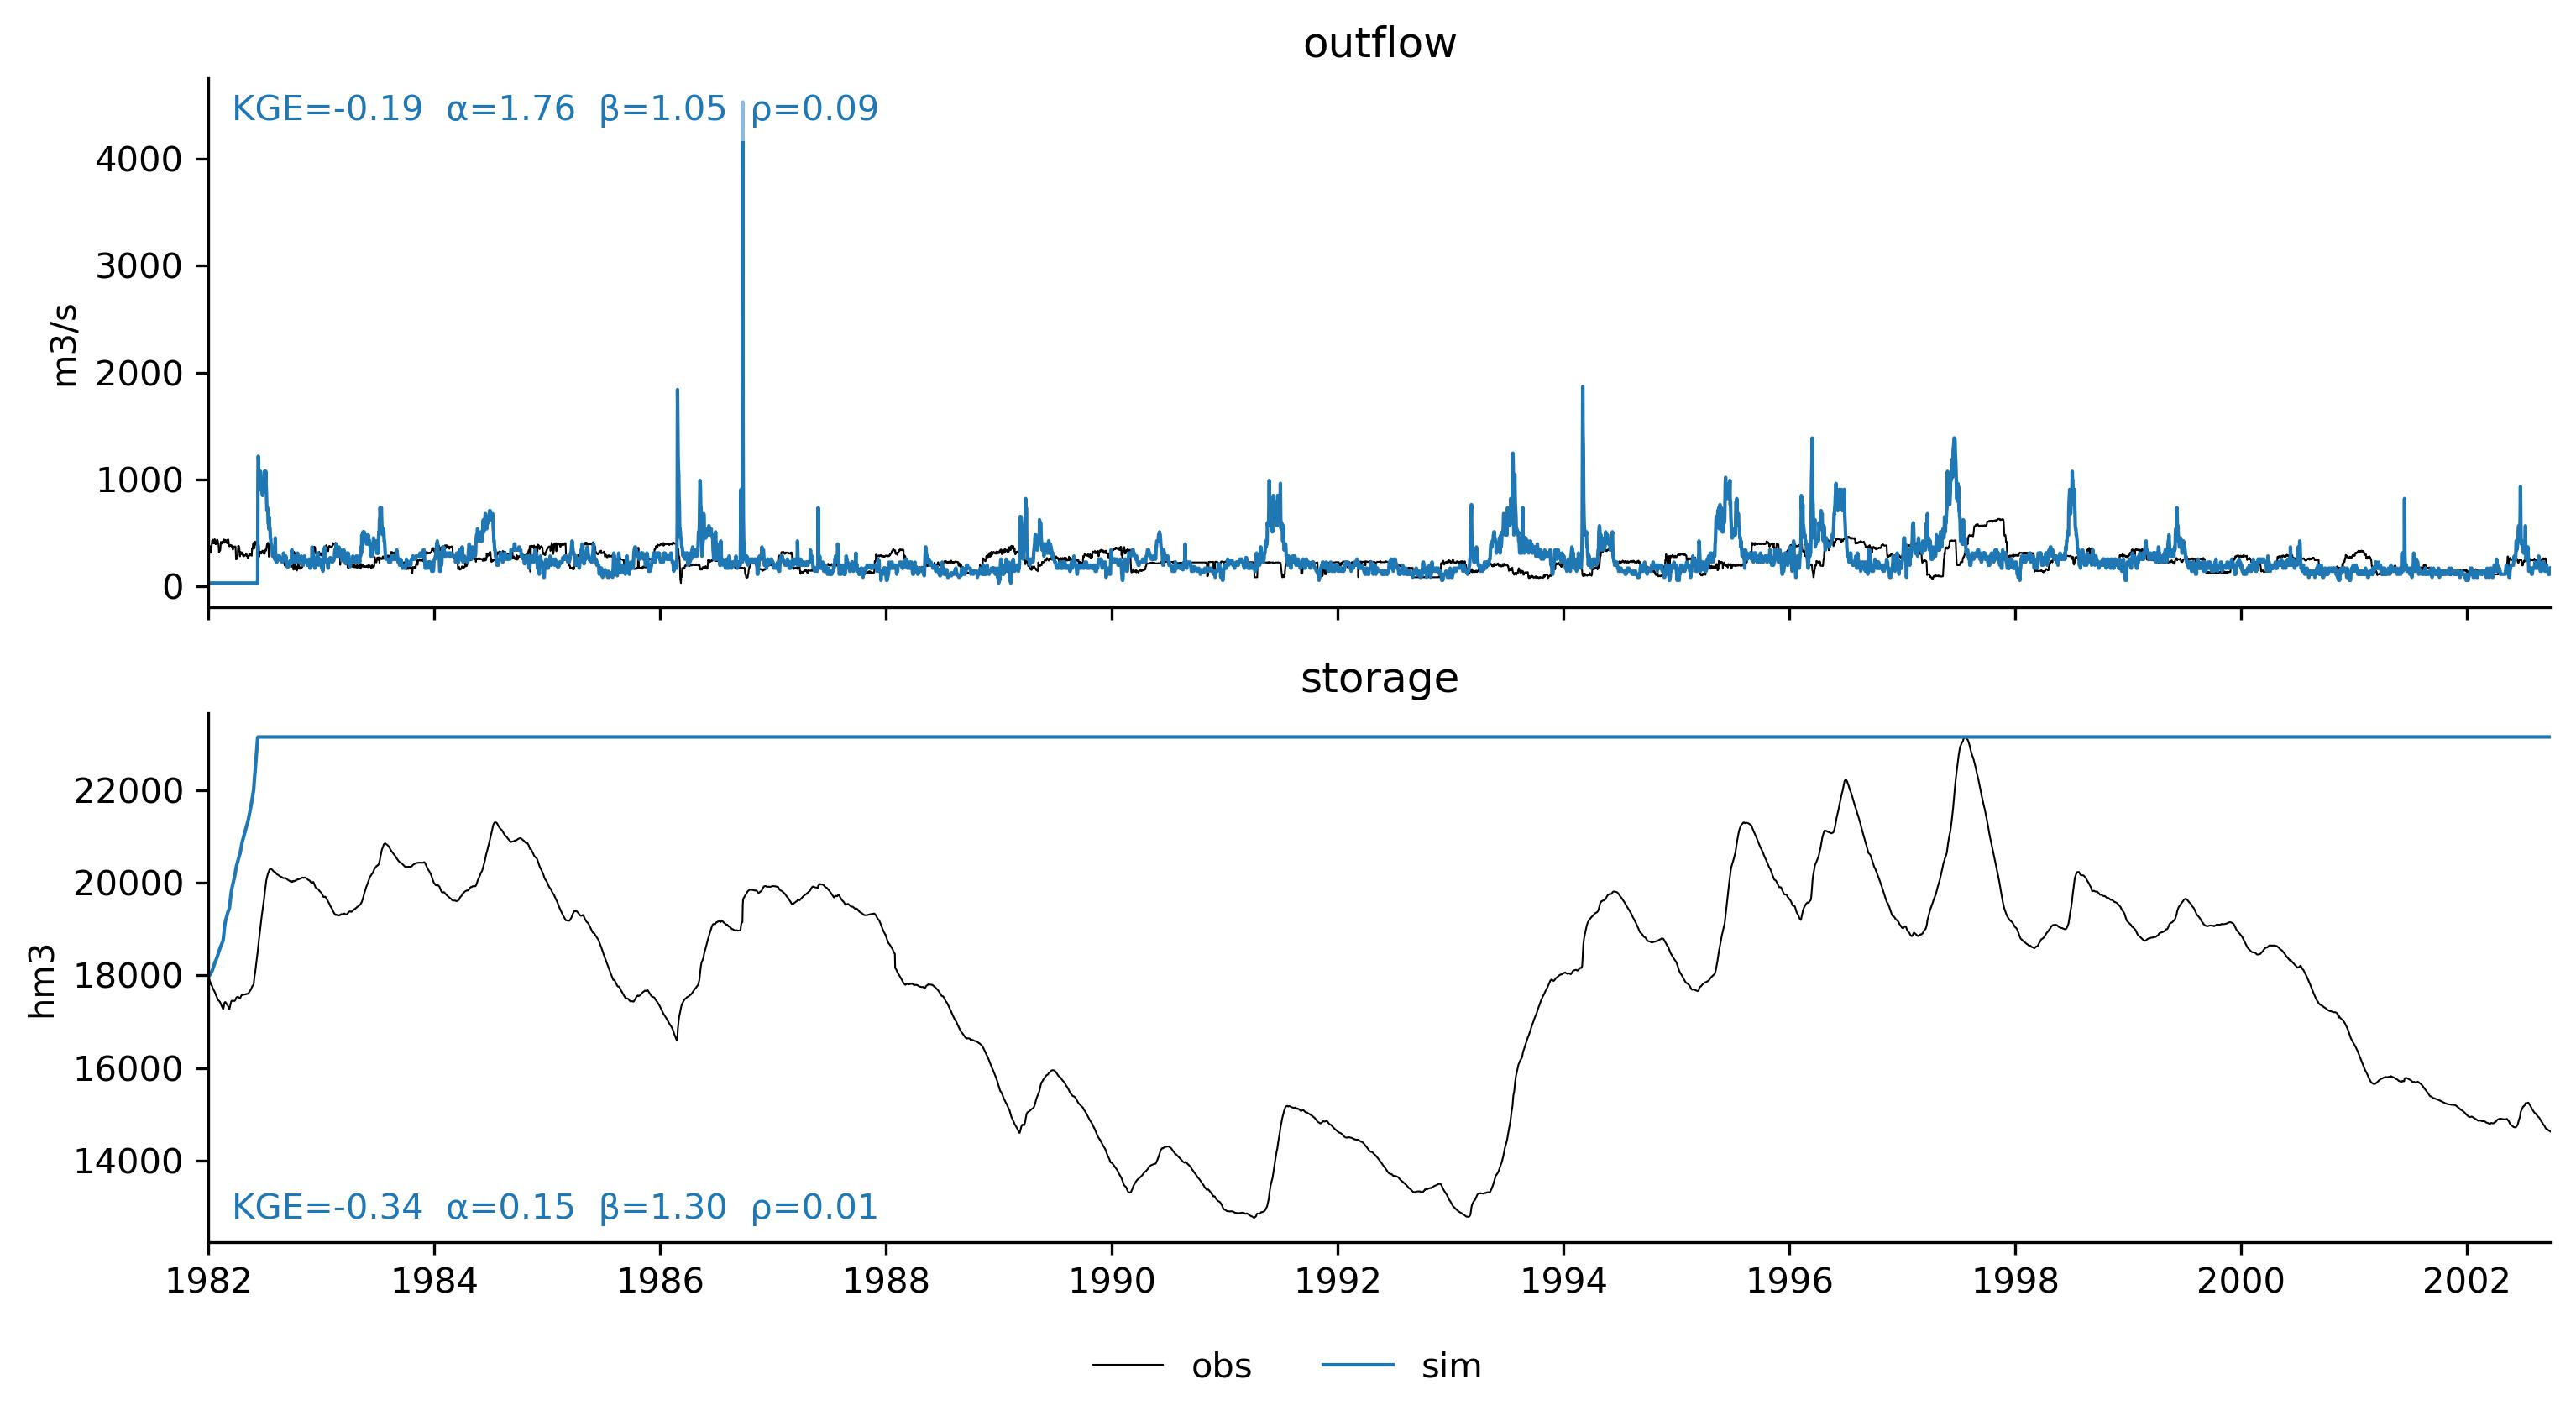 outflow
KGE=-0.19 α=1.76 β=1.05 ρ=0.09
4000
3000
2000
1000
0
m3/s
storage
22000
20000
18000
16000
14000
hm3
KGE=-0.34 α=0.15 β=1.30 ρ=0.01
1982 1984 1986 1988 1990 1992 1994 1996 1998 2000 2002
obs sim